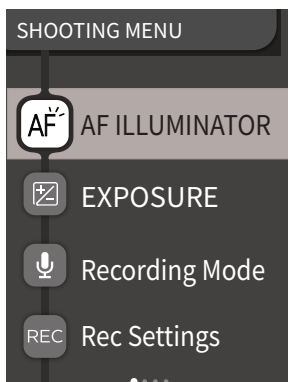 SHOOTING MENU
AF AF ILLUMINATOR
EXPOSURE
Recording Mode
REC Rec Settings